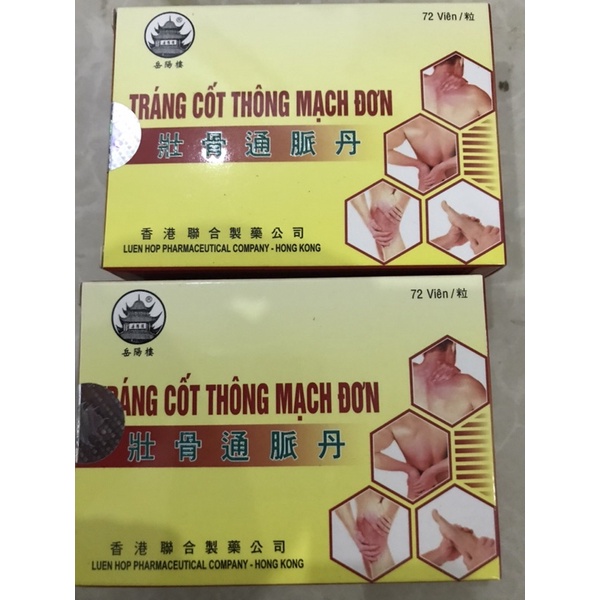 72 Viên/粒
®
岳陽樓
TRÁNG CỐT THÔNG MẠCH ĐƠN
壯骨通脈丹
香港聯合製藥公司
LUEN HOP PHARMACEUTICAL COMPANY - HONG KONG
72 Viên/粒
®
岳陽樓
TRÁNG CỐT THÔNG MẠCH ĐƠN
壯骨通脈丹
香港聯合製藥公司
LUEN HOP PHARMACEUTICAL COMPANY - HONG KONG